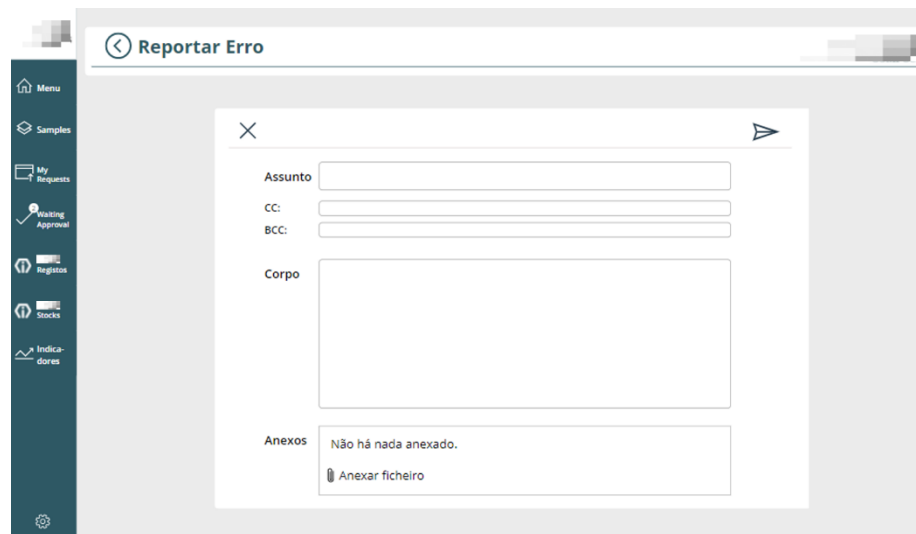 Reportar Erro
Menu
Samples
My
Requests
2
Waiting
Approval
Registos
Stocks
Indica-
dores
Assunto
CC:
BCC:
Corpo
Anexos
Não há nada anexado.
Anexar ficheiro